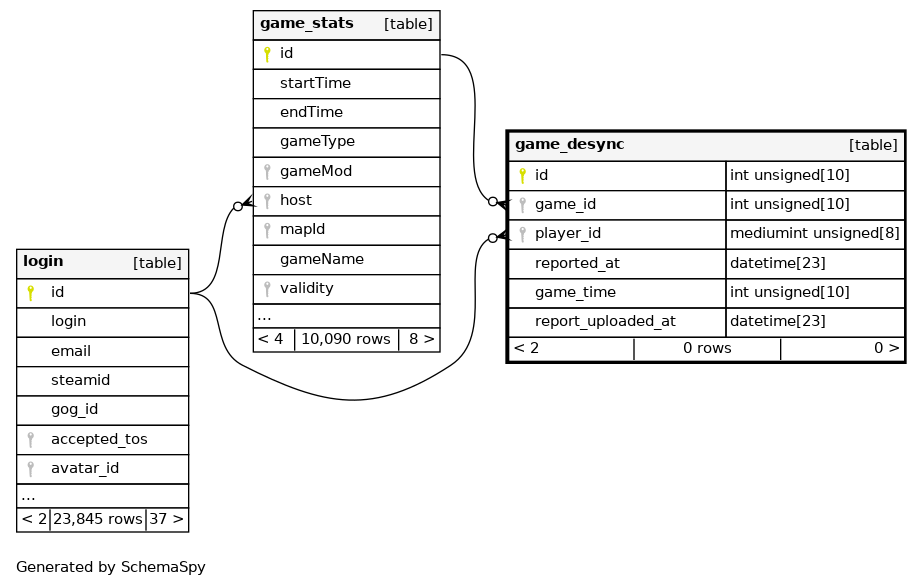 game_stats [table]
id
startTime
endTime
gameType
gameMod
host
mapId
gameName
validity
...
< 4 10,090 rows 8 >
game_desync [table]
id int unsigned[10]
game_id int unsigned[10]
player_id mediumint unsigned[8]
reported_at datetime[23]
game_time int unsigned[10]
report_uploaded_at datetime[23]
< 2 0 rows 0 >
login [table]
id
login
email
steamid
gog_id
accepted_tos
avatar_id
...
< 2 23,845 rows 37 >
Generated by SchemaSpy